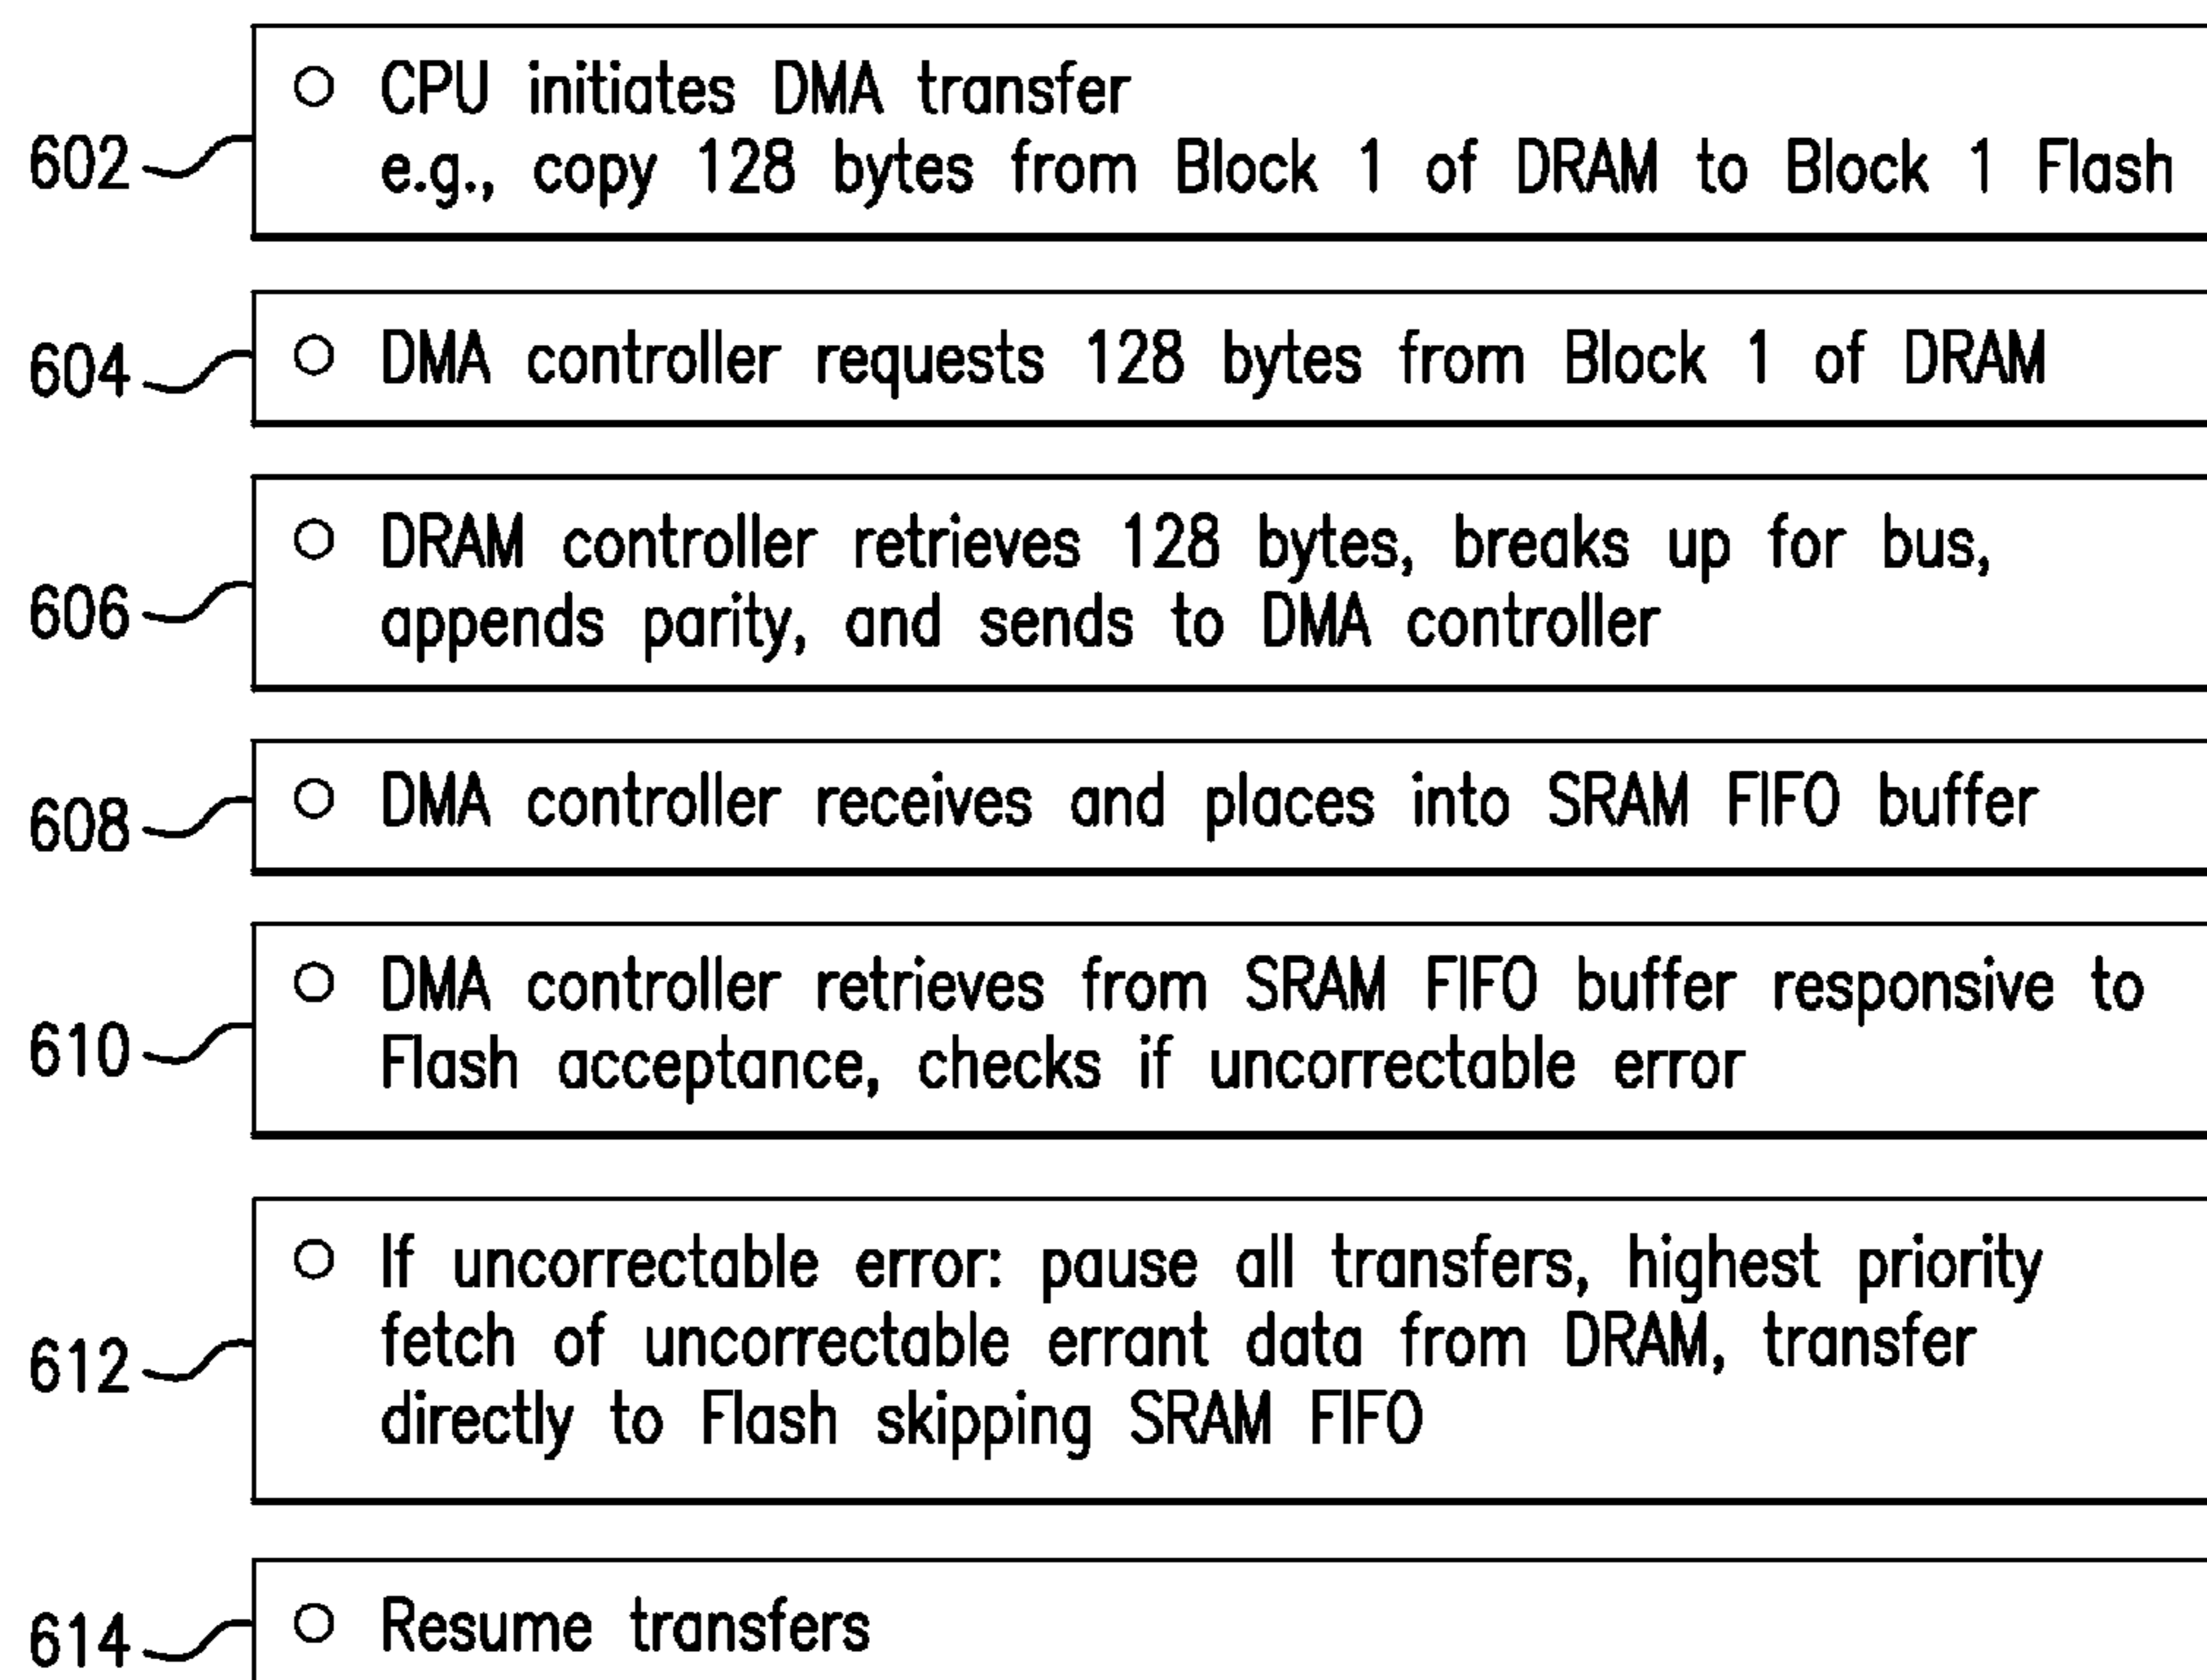 CPU initiates DMA transfer
602 e.g., copy 128 bytes from Block 1 of DRAM to Block 1 Flash
604 DMA controller requests 128 bytes from Block 1 of DRAM
DRAM controller retrieves 128 bytes, breaks up for bus,
606 appends parity, and sends to DMA controller
608 DMA controller receives and places into SRAM FIFO buffer
DMA controller retrieves from SRAM FIFO buffer responsive to
610 Flash acceptance, checks if uncorrectable error
If uncorrectable error: pause all transfers, highest priority
612 fetch of uncorrectable errant data from DRAM, transfer
directly to Flash skipping SRAM FIFO
614 Resume transfers